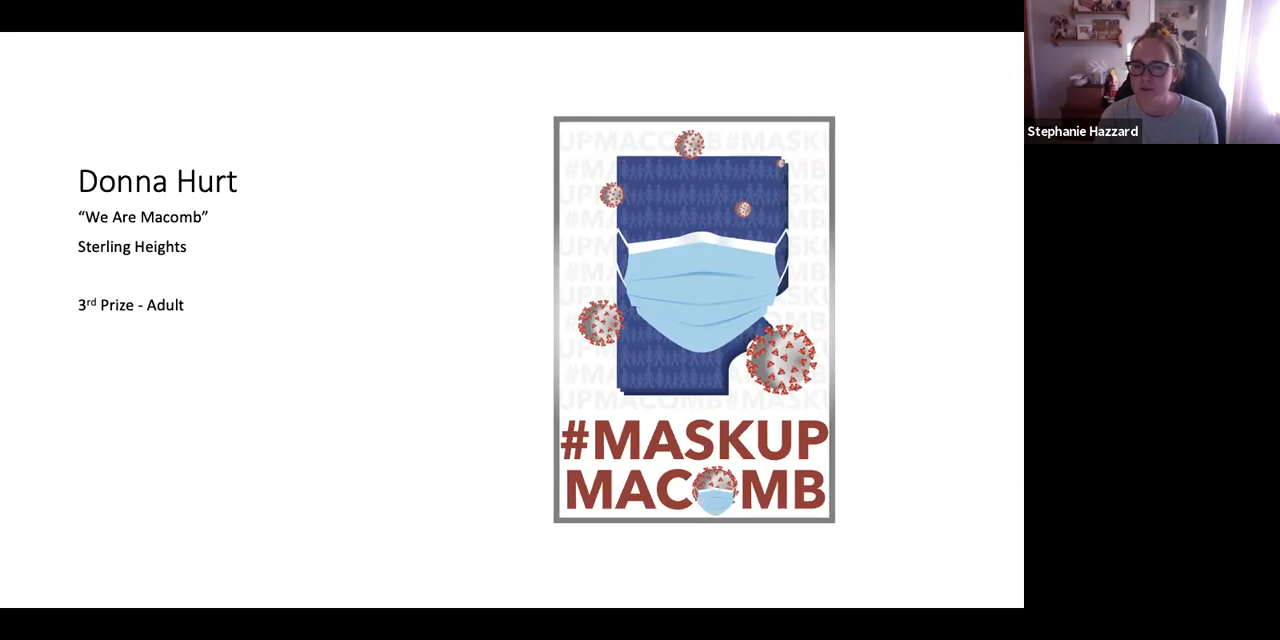 Donna Hurt
“We Are Macomb”
Sterling Heights
3rd Prize - Adult
#MASKUP
MACOMB
Stephanie Hazzard